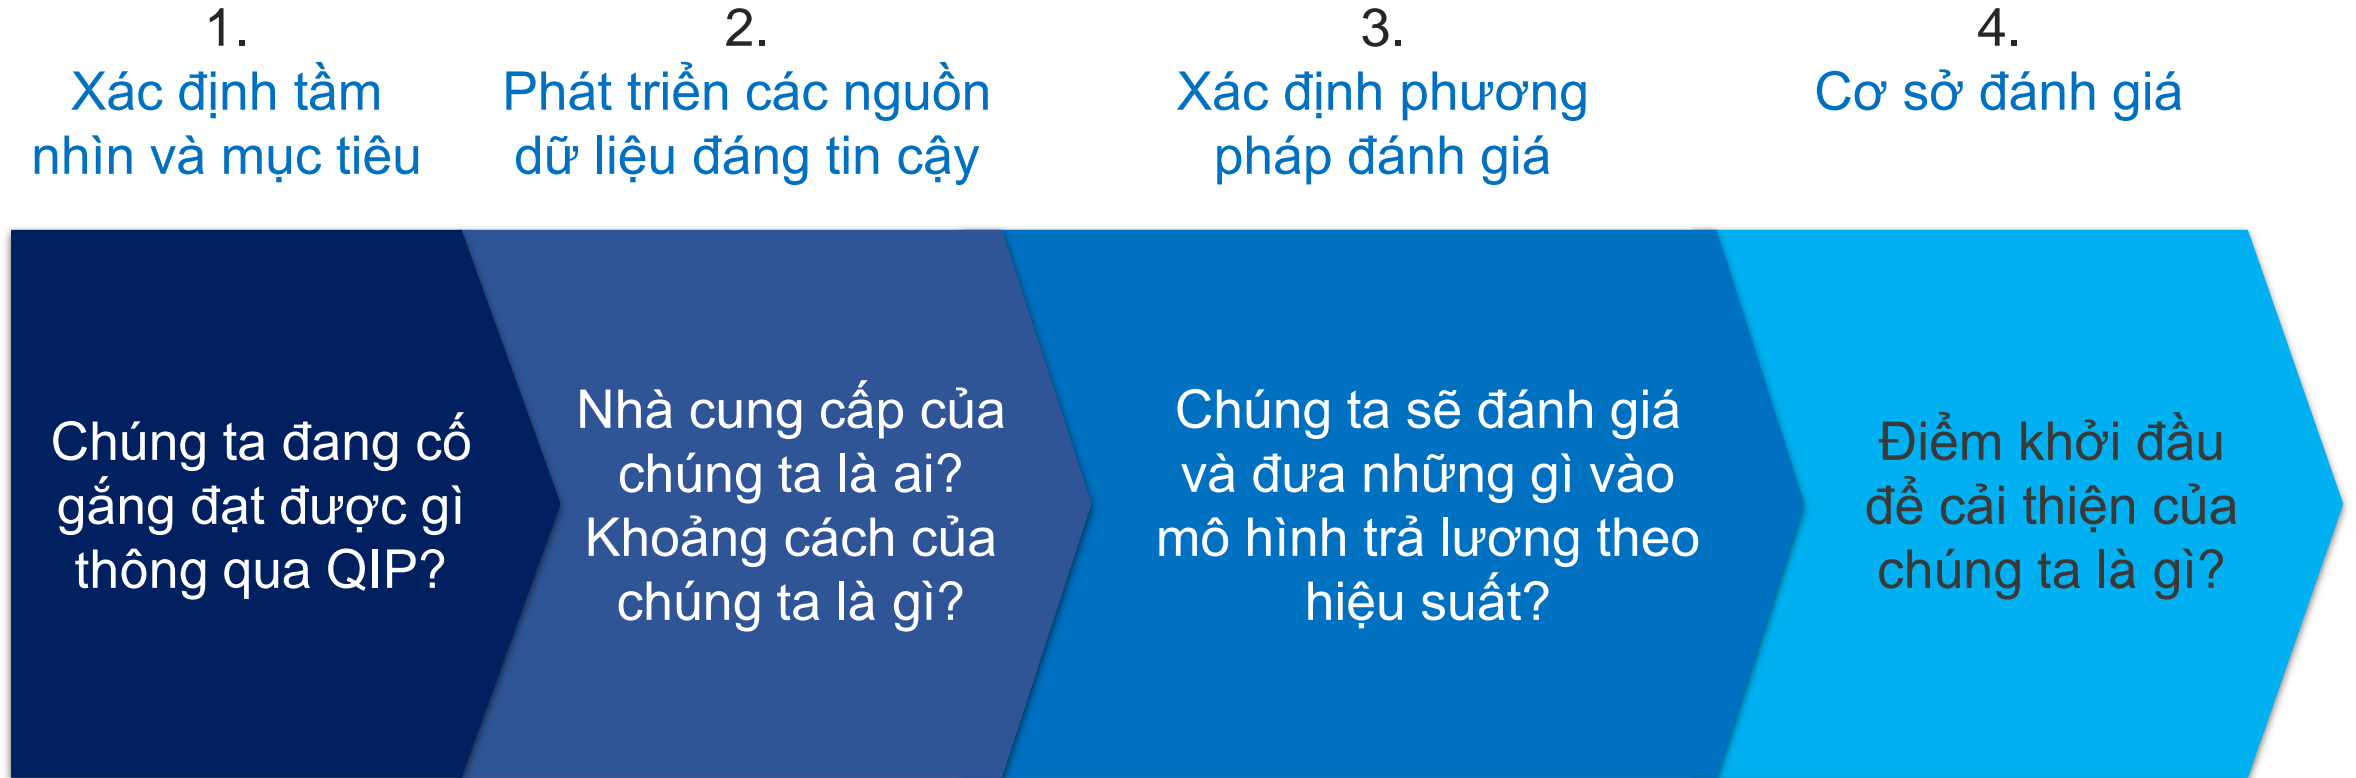 1.
Xác định tầm
nhìn và mục tiêu
2.
Phát triển các nguồn
dữ liệu đáng tin cậy
3.
Xác định phương
pháp đánh giá
4.
Cơ sở đánh giá
Chúng ta đang cố
gắng đạt được gì
thông qua QIP?
Nhà cung cấp của
chúng ta là ai?
Khoảng cách của
chúng ta là gì?
Chúng ta sẽ đánh giá
và đưa những gì vào
mô hình trả lương theo
hiệu suất?
Điểm khởi đầu
để cải thiện của
chúng ta là gì?